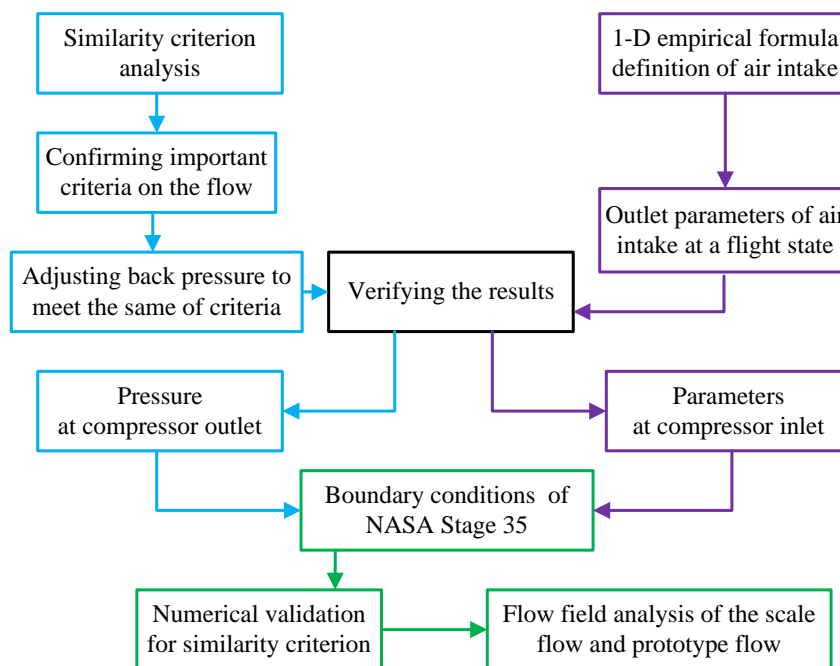 Similarity criterion
analysis
1-D empirical formula
definition of air intake
Confirming important
criteria on the flow
Outlet parameters of air
intake at a flight state
Adjusting back pressure to
meet the same of criteria
Verifying the results
Pressure
at compressor outlet
Parameters
at compressor inlet
Boundary conditions of
NASA Stage 35
Numerical validation
for similarity criterion
Flow field analysis of the scale
flow and prototype flow